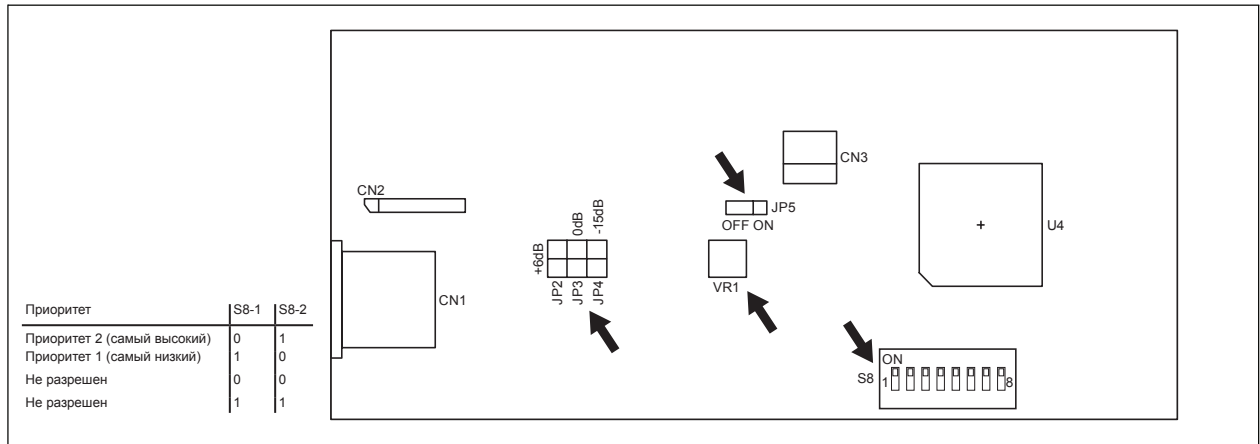 CN2
CN1
+6dB
0dB
-15dB
JP2
JP3
JP4
CN3
JP5
OFF ON
VR1
U4
S8
ON
1
8
Приоритет S8-1 S8-2
Приоритет 2 (самый высокий) 0 1
Приоритет 1 (самый низкий) 1 0
Не разрешен 0 0
Не разрешен 1 1